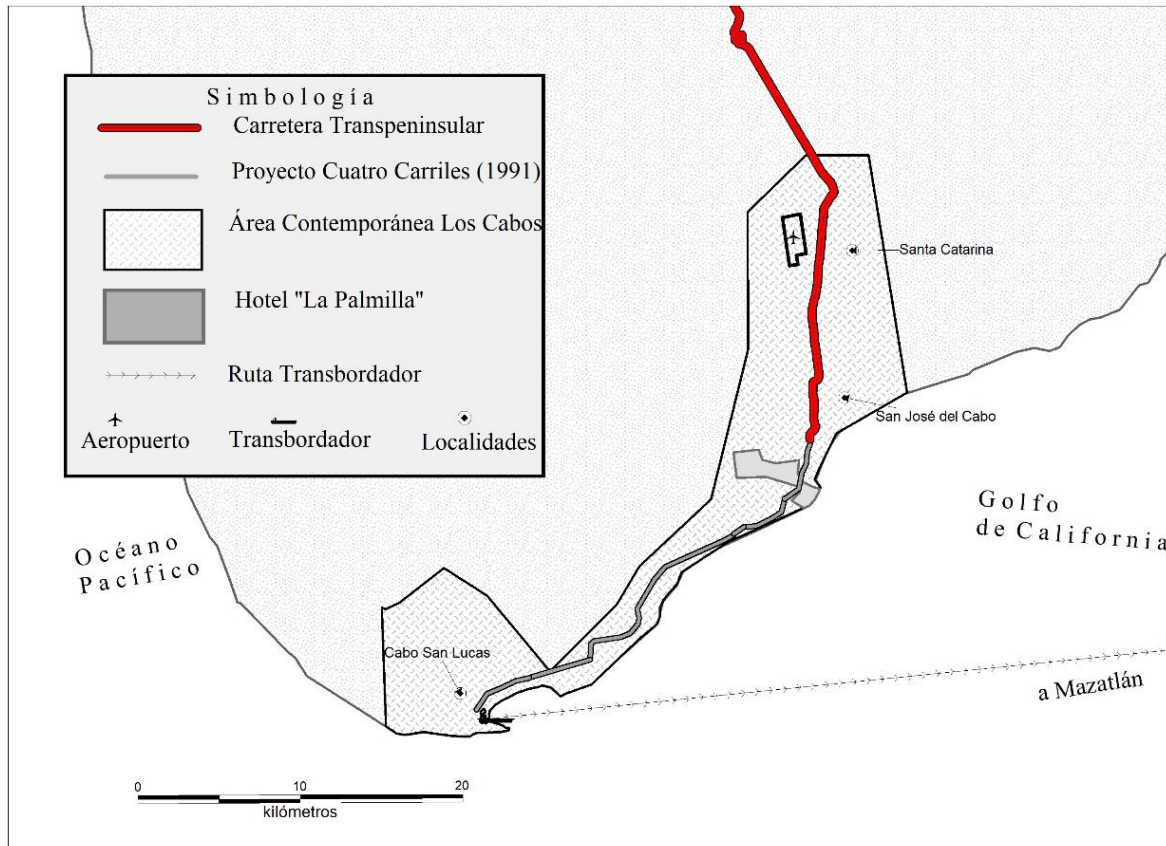 Simbología
Carretera Transpeninsular
Proyecto Cuatro Carriles (1991)
Área Contemporánea Los Cabos
Hotel "La Palmilla"
Ruta Transbordador
Aeropuerto
Transbordador
Localidades
Santa Catarina
San José del Cabo
Golfo
de California
Océano
Pacífico
Cabo San Lucas
a Mazatlán
0 10 20
kilómetros